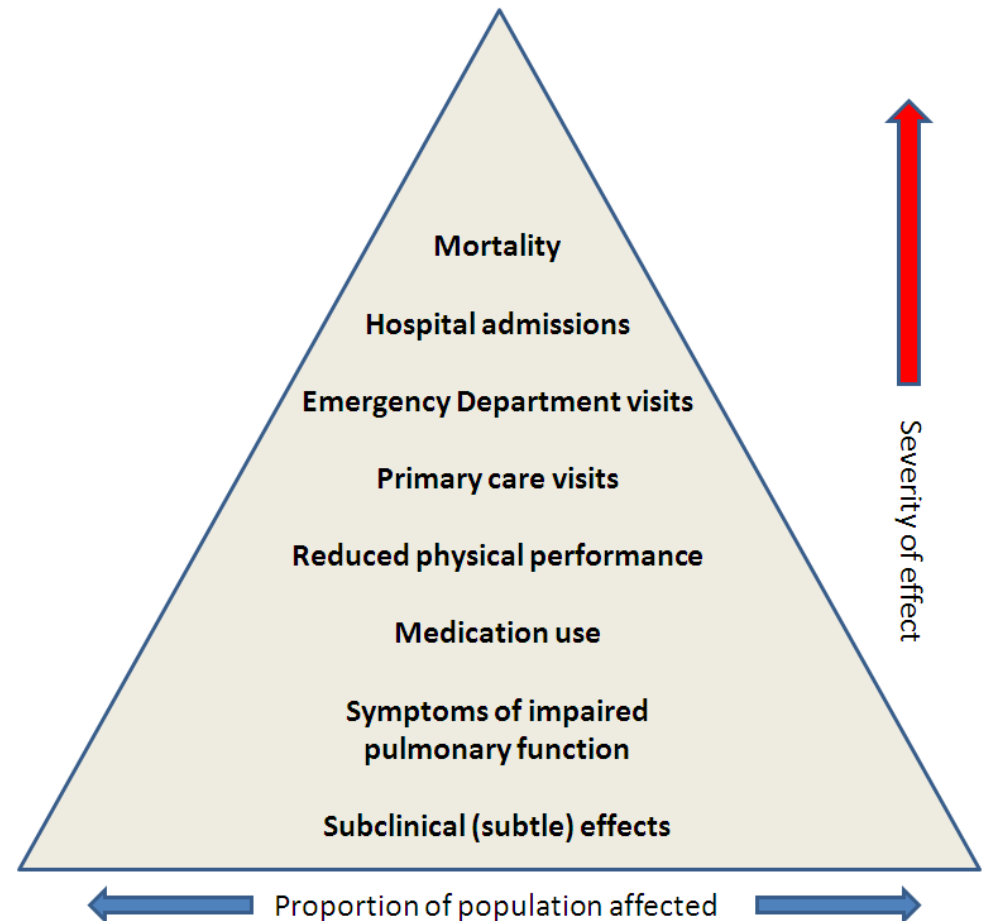 Mortality
Hospital admissions
Emergency Department visits
Primary care visits
Reduced physical performance
Medication use
Symptoms of impaired
pulmonary function
Subclinical (subtle) effects
Severity of effect
Proportion of population affected